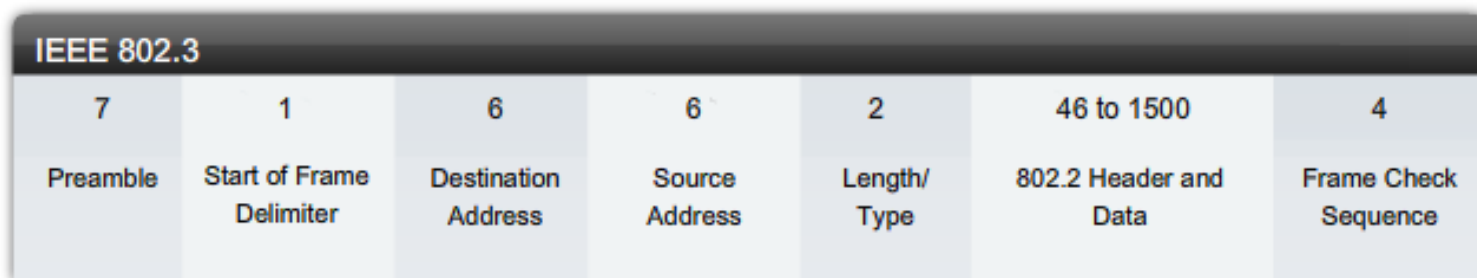 IEEE 802.3
7 1 6 6 2 46 to 1500 4
Preamble Start of Frame Destination Source Length/ 802.2 Header and Frame Check
Delimiter Address Address Type Data Sequence